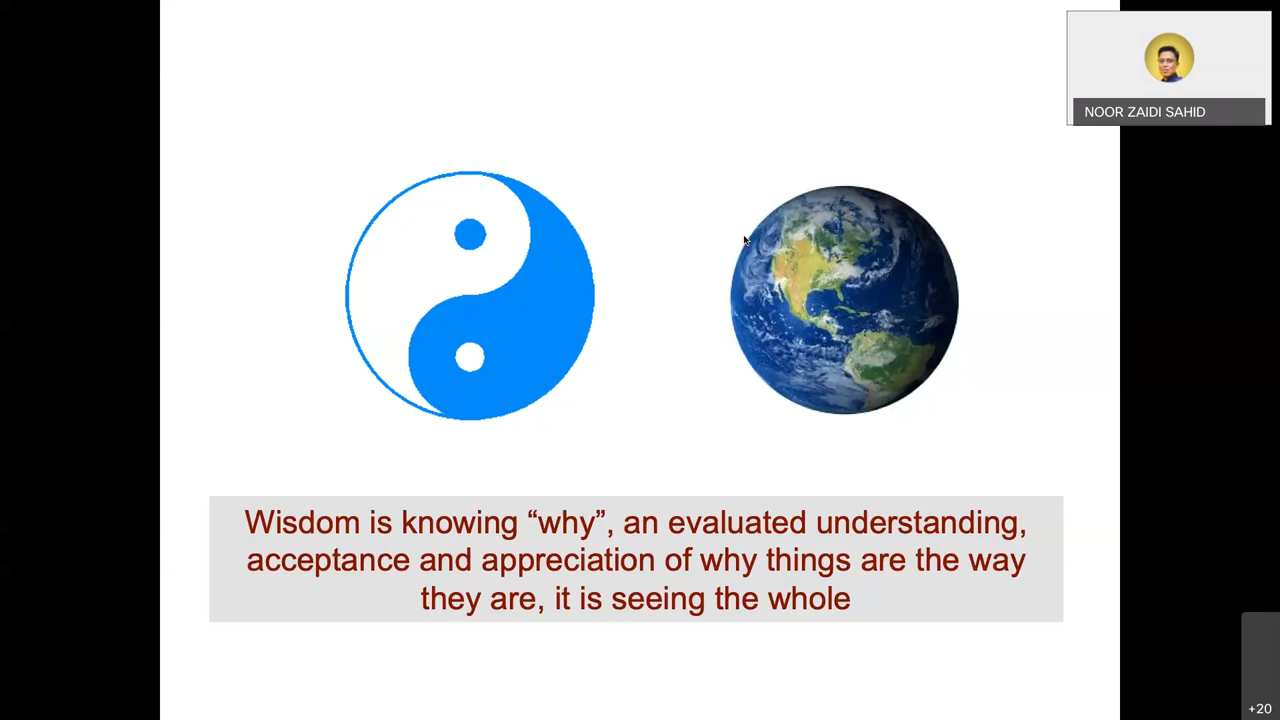 NOOR ZAIDI SAHID
Wisdom is knowing “why”, an evaluated understanding,
acceptance and appreciation of why things are the way
they are, it is seeing the whole
+20